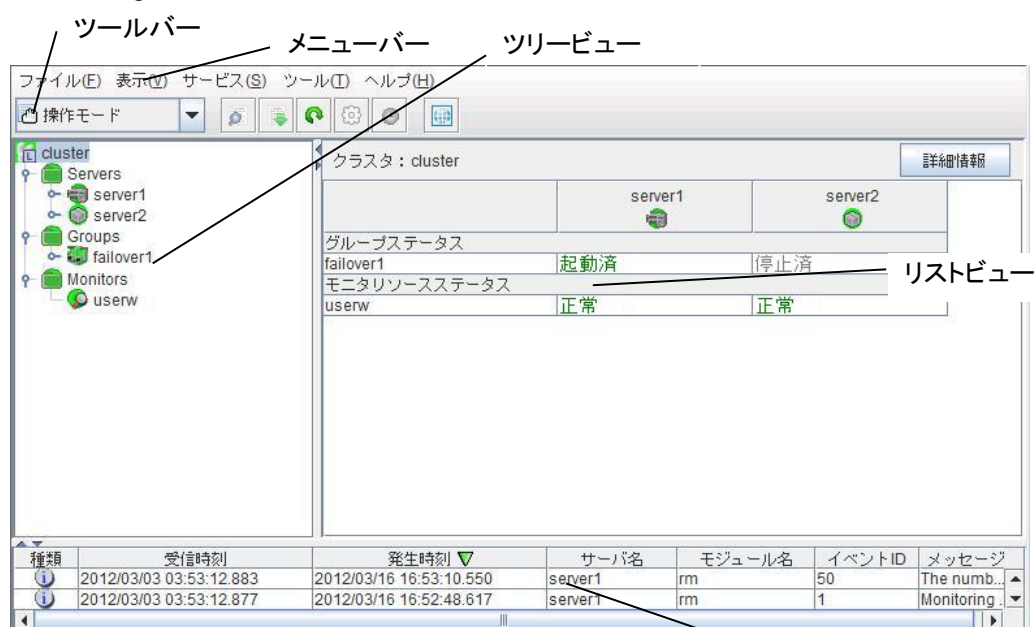 ツールバー
メニューバー
ツリービュー
ファイル(F) 表示(V) サービス(S) ツール(T) ヘルプ(H)
操作モード
cluster
Servers
server1
server2
Groups
failover1
Monitors
userw
クラスタ：cluster
詳細情報
server1 server2
グループステータス
failover1 起動済 停止済
モニタリソースステータス
userw 正常 正常
リストビュー
種類 受信時刻 発生時刻 サーバ名 モジュール名 イベントID メッセージ
2012/03/03 03:53:12.883 2012/03/16 16:53:10.550 server1 rm 50 The numb...
2012/03/03 03:53:12.877 2012/03/16 16:52:48.617 server1 rm 1 Monitoring ...